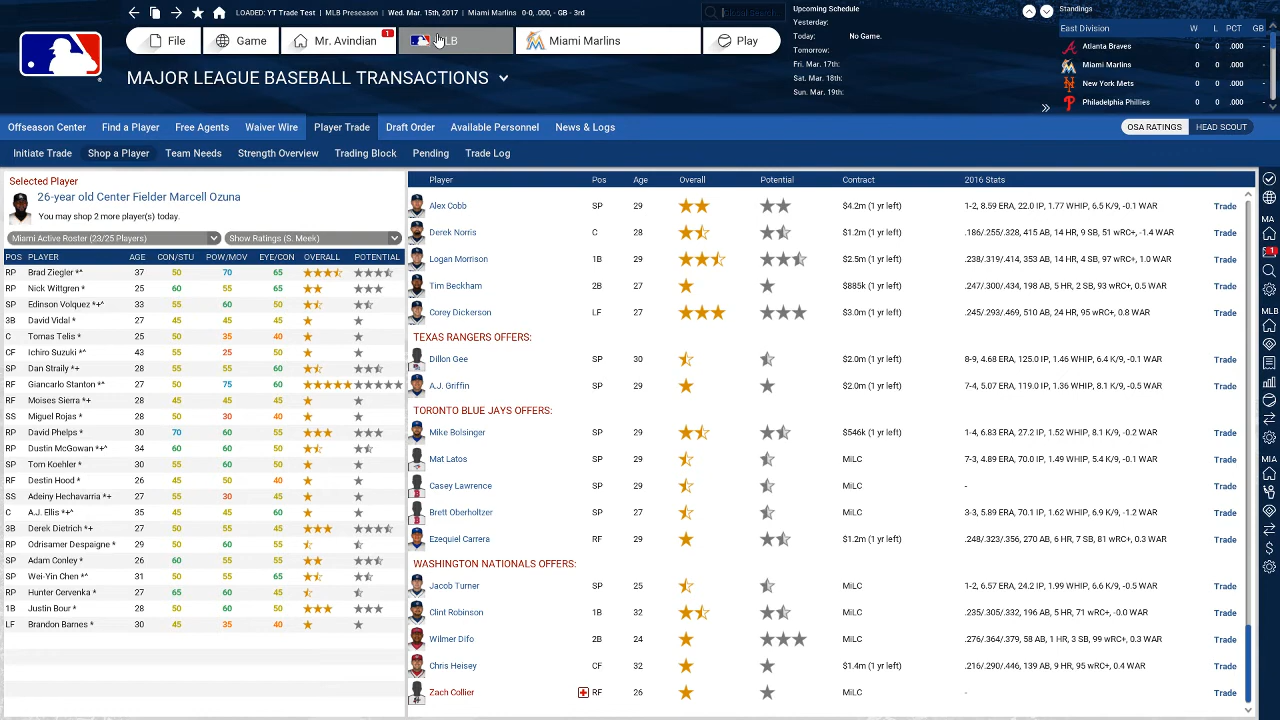 LOADED: YT Trade Test | MLB Preseason | Wed. Mar. 15th, 2017 | Miami Marlins 0-0, .000, - GB - 3rd
Global Search
File
Game
Mr. Avindian
1
Miami Marlins
Play
MAJOR LEAGUE BASEBALL TRANSACTIONS
Upcoming Schedule
Yesterday:
Today: No Game.
Tomorrow:
Fri. Mar. 17th:
Sat. Mar. 18th:
Sun. Mar. 19th:
Standings
East Division W L PCT GB
Atlanta Braves 0 0 .000 -
Miami Marlins 0 0 .000 -
New York Mets 0 0 .000 -
Philadelphia Phillies 0 0 .000 -
Offseason Center Find a Player Free Agents Waiver Wire Player Trade Draft Order Available Personnel News & Logs
OSA RATINGS HEAD SCOUT
Initiate Trade Shop a Player Team Needs Strength Overview Trading Block Pending Trade Log
Selected Player
26-year old Center Fielder Marcell Ozuna
You may shop 2 more player(s) today.
Miami Active Roster (23/25 Players) Show Ratings (S. Meek)
POS PLAYER AGE CON/STU POW/MOV EYE/CON OVERALL POTENTIAL
RP Brad Ziegler *^ 37 50 70 65
RP Nick Wittgren * 25 60 55 65
SP Edinson Volquez *+^ 33 55 60 50
3B David Vidal * 27 45 45 45
C Tomas Telis * 25 50 35 40
CF Ichiro Suzuki *^ 43 55 25 50
SP Dan Straily *+ 28 55 55 60
RF Giancarlo Stanton *^ 27 50 75 60
RF Moises Sierra *+ 28 45 45 45
SS Miguel Rojas * 28 50 30 40
RP David Phelps * 30 70 55 55
RP Dustin McGowan *+^ 34 60 60 50
SP Tom Koehler * 30 55 60 50
RF Destin Hood * 26 45 50 40
SS Adeiny Hechavarria *+ 27 55 30 45
C A.J. Ellis *+^ 35 45 45 60
3B Derek Dietrich *+ 27 50 55 45
RP Odrisamer Despaigne * 29 50 60 55
SP Adam Conley * 26 60 55 55
SP Wei-Yin Chen *^ 31 50 55 65
RP Hunter Cervenka *^ 27 65 60 45
1B Justin Bour *^ 28 50 60 50
LF Brandon Barnes * 30 45 35 40
Player Pos Age Overall Potential Contract 2016 Stats
Alex Cobb SP 29 $4.2m (1 yr left) 1-2, 8.59 ERA, 22.0 IP, 1.77 WHIP, 6.5 K/9, -0.1 WAR Trade
Derek Norris C 28 $1.2m (1 yr left) .186/.255/.328, 415 AB, 14 HR, 9 SB, 51 wRC+, -1.4 WAR Trade
Logan Morrison 1B 29 $2.5m (1 yr left) .238/.319/.414, 353 AB, 14 HR, 4 SB, 97 wRC+, 1.0 WAR Trade
Tim Beckham 2B 27 $885k (1 yr left) .247/.300/.434, 198 AB, 5 HR, 2 SB, 93 wRC+, 0.5 WAR Trade
Corey Dickerson LF 27 $3.0m (1 yr left) .245/.293/.469, 510 AB, 24 HR, 95 wRC+, 0.8 WAR Trade
TEXAS RANGERS OFFERS:
Dillon Gee SP 30 $2.0m (1 yr left) 8-9, 4.68 ERA, 125.0 IP, 1.46 WHIP, 6.4 K/9, -0.1 WAR Trade
A.J. Griffin SP 29 $2.0m (1 yr left) 7-4, 5.07 ERA, 119.0 IP, 1.36 WHIP, 8.1 K/9, -0.5 WAR Trade
TORONTO BLUE JAYS OFFERS:
Mike Bolsinger SP 29 $546k (1 yr left) 1-4, 6.83 ERA, 27.2 IP, 1.52 WHIP, 8.1 K/9, -0.2 WAR Trade
Mat Latos SP 29 MiLC 7-3, 4.89 ERA, 70.0 IP, 1.49 WHIP, 5.4 K/9, -0.1 WAR Trade
Casey Lawrence SP 29 MiLC - Trade
Brett Oberholtzer SP 27 MiLC 3-3, 5.89 ERA, 70.1 IP, 1.62 WHIP, 6.9 K/9, -1.2 WAR Trade
Ezequiel Carrera RF 29 $1.2m (1 yr left) .248/.323/.356, 270 AB, 6 HR, 7 SB, 81 wRC+, 0.3 WAR Trade
WASHINGTON NATIONALS OFFERS:
Jacob Turner SP 25 MiLC 1-2, 6.57 ERA, 24.2 IP, 1.99 WHIP, 6.6 K/9, -0.5 WAR Trade
Clint Robinson 1B 32 MiLC .235/.305/.332, 196 AB, 5 HR, 71 wRC+, -0.0 WAR Trade
Wilmer Difo 2B 24 MiLC .276/.364/.379, 58 AB, 1 HR, 3 SB, 99 wRC+, 0.3 WAR Trade
Chris Heisey CF 32 $1.4m (1 yr left) .216/.290/.446, 139 AB, 9 HR, 95 wRC+, 0.4 WAR Trade
Zach Collier RF 26 MiLC - Trade
MA
1
MLB
MIA